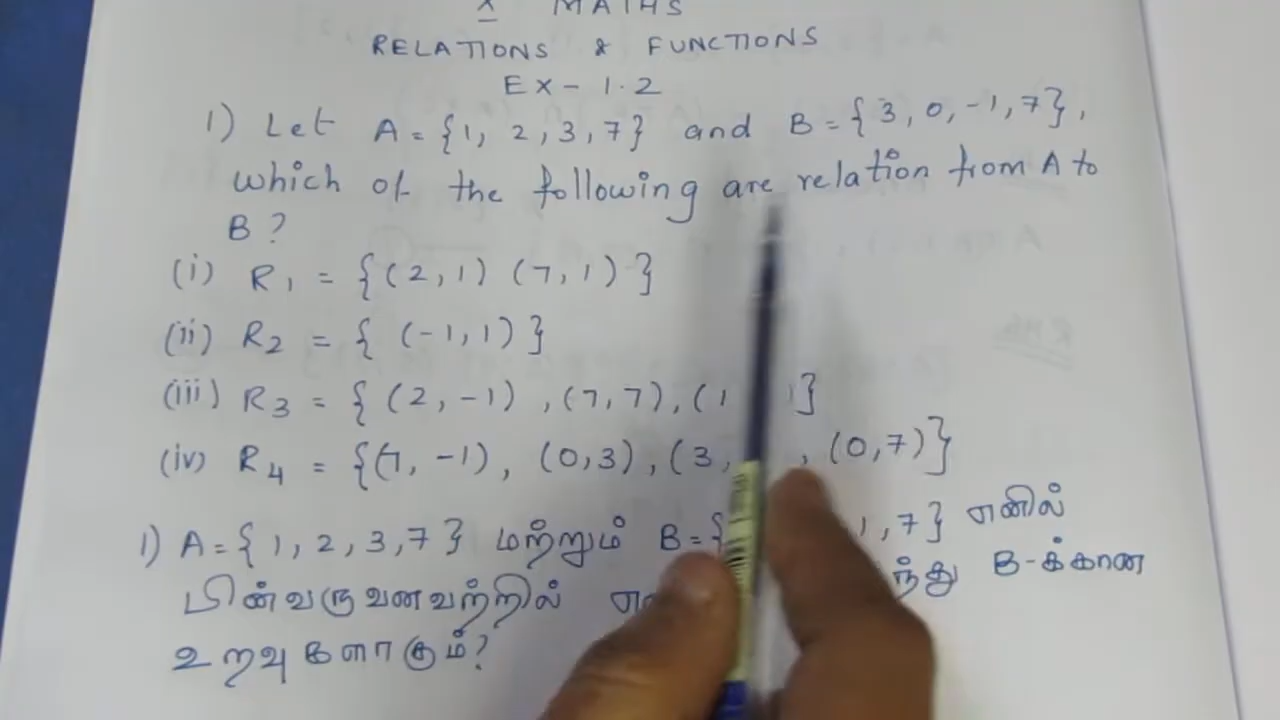 X MATHS
RELATIONS & FUNCTIONS
EX - 1.2
1) Let A = {1, 2, 3, 7} and B = {3, 0, -1, 7},
which of the following are relation from A to
B?
(i) R1 = {(2, 1) (7, 1)}
(ii) R2 = { (-1, 1) }
(iii) R3 = { (2, -1), (7, 7), (1 }
(iv) R4 = {(7, -1), (0, 3), (3, , (0, 7)}
1) A = {1, 2, 3, 7} மற்றும் B = { 1, 7} எனில்
பின்வருவனவற்றில் B-க்கான
உறவுகளாகும்?